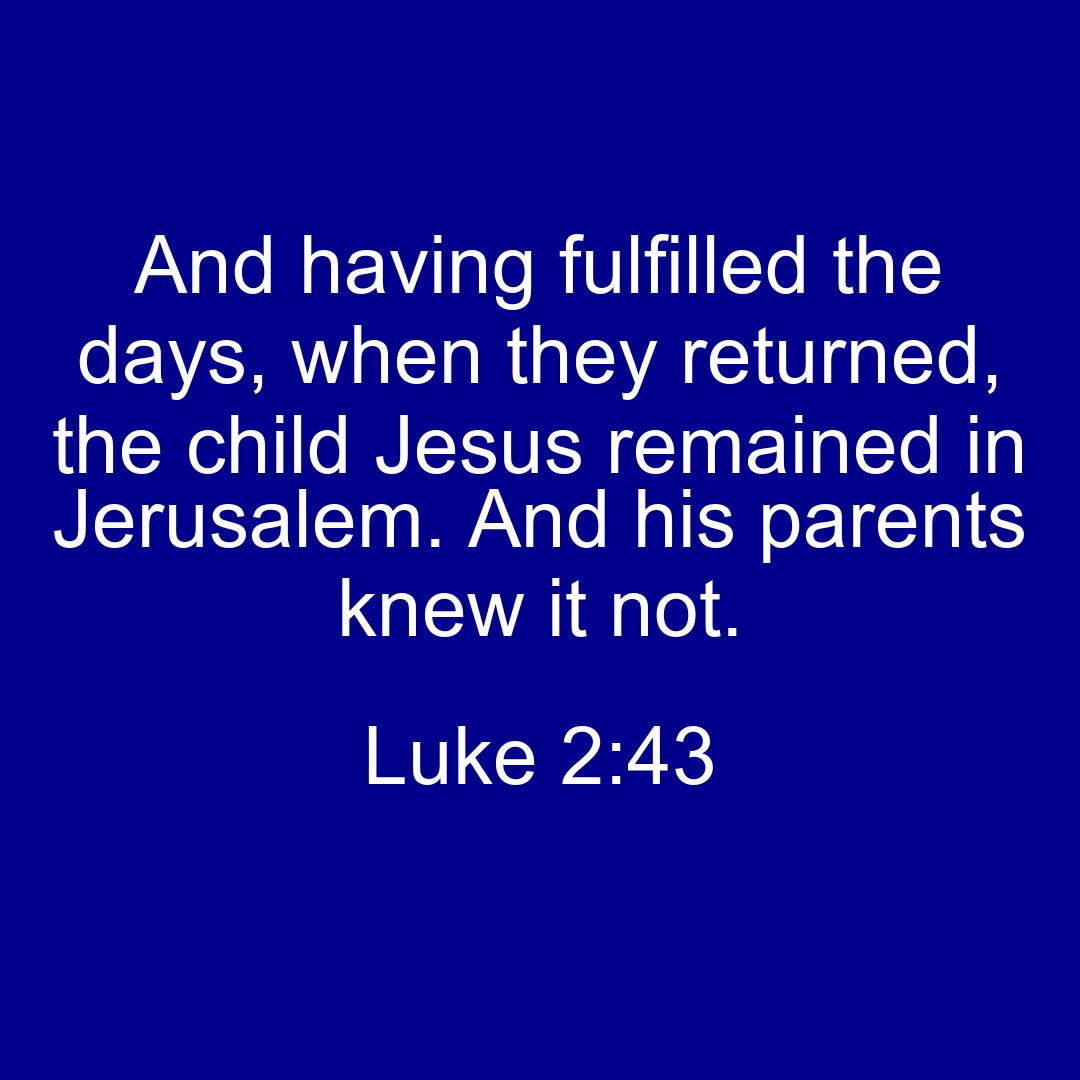 And having fulfilled the
days, when they returned,
the child Jesus remained in
Jerusalem. And his parents
knew it not.
Luke 2:43